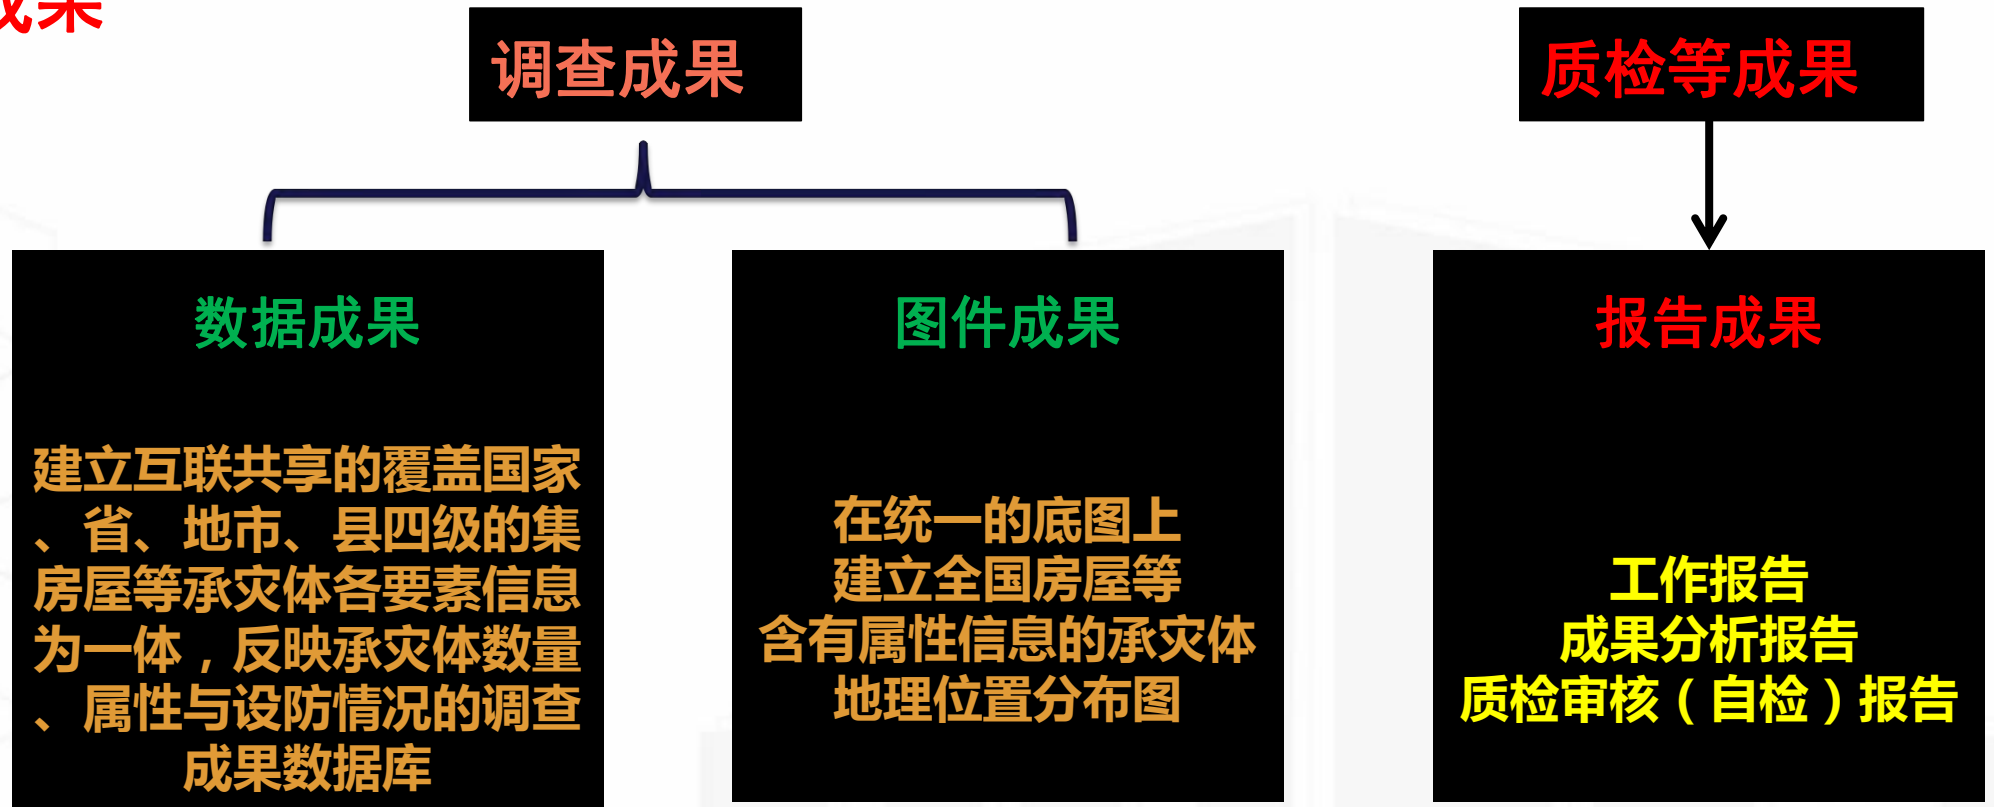 成果
调查成果
质检等成果
数据成果
建立互联共享的覆盖国家
、省、地市、县四级的集
房屋等承灾体各要素信息
为一体，反映承灾体数量
、属性与设防情况的调查
成果数据库
图件成果
在统一的底图上
建立全国房屋等
含有属性信息的承灾体
地理位置分布图
报告成果
工作报告
成果分析报告
质检审核（自检）报告